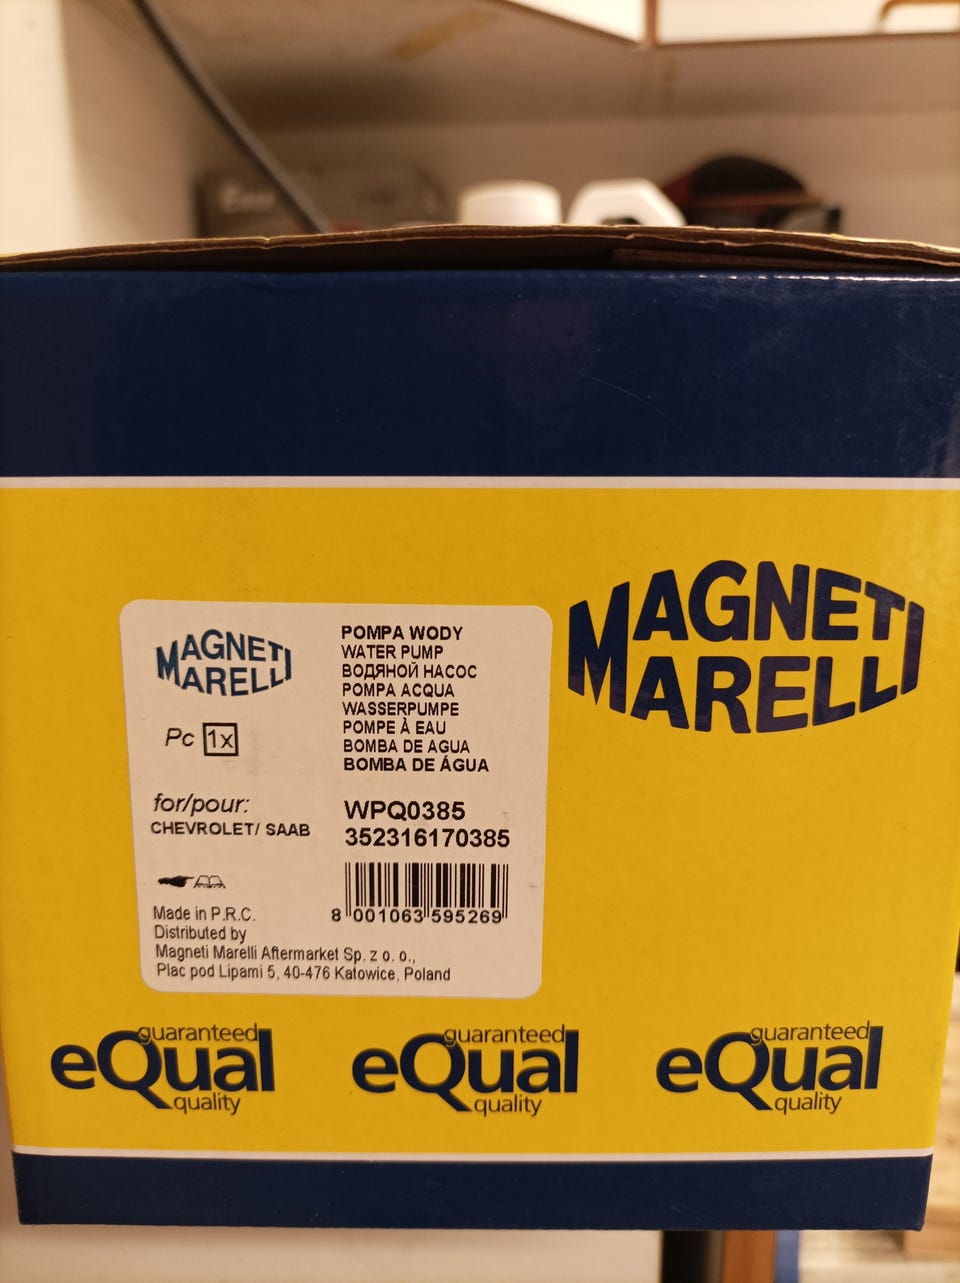 MAGNETI
MARELLI
MAGNETI
MARELLI
Pc 1x
for/pour:
CHEVROLET/ SAAB
POMPA WODY
WATER PUMP
ВОДЯНОЙ НАСОС
POMPA ACQUA
WASSERPUMPE
POMPE À EAU
BOMBA DE AGUA
BOMBA DE ÁGUA
WPQ0385
352316170385
8 001063 595269
Made in P.R.C.
Distributed by
Magneti Marelli Aftermarket Sp. z o. o.,
Plac pod Lipami 5, 40-476 Katowice, Poland
guaranteed
eQual
quality
guaranteed
eQual
quality
guaranteed
eQual
quality